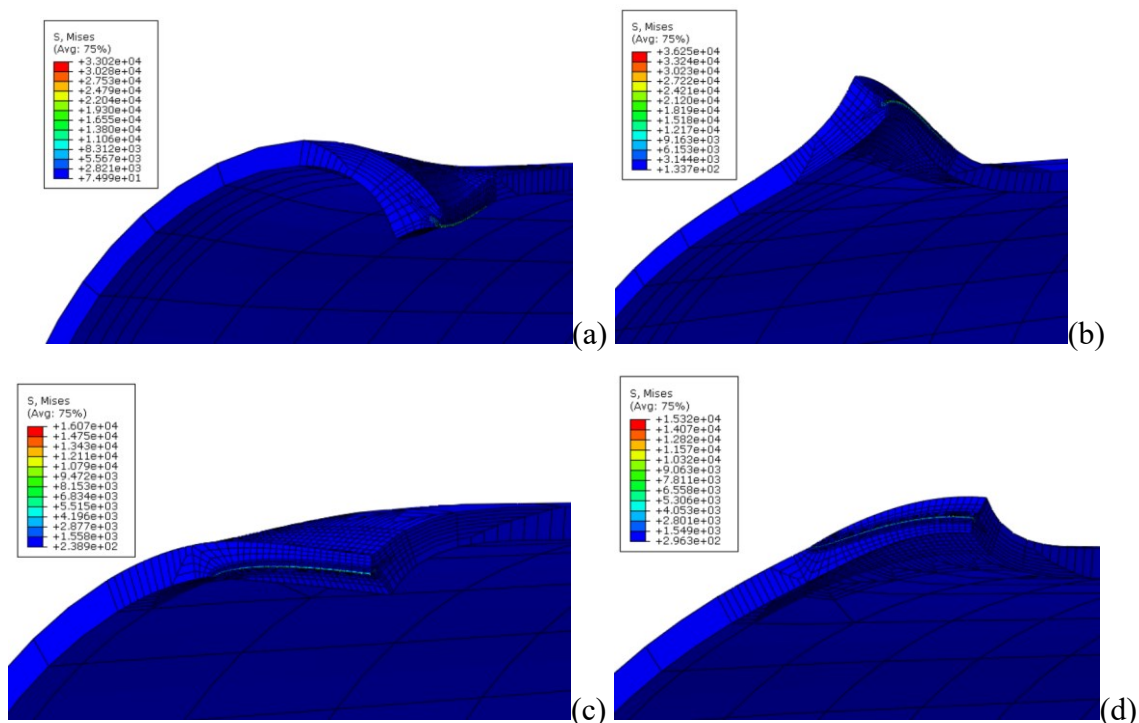 S, Mises
(Avg: 75%)
+3.302e+04
+3.028e+04
+2.753e+04
+2.479e+04
+2.204e+04
+1.930e+04
+1.655e+04
+1.380e+04
+1.106e+04
+8.312e+03
+5.567e+03
+2.821e+03
+7.499e+01
(a)
S, Mises
(Avg: 75%)
+3.625e+04
+3.324e+04
+3.023e+04
+2.722e+04
+2.421e+04
+2.120e+04
+1.819e+04
+1.518e+04
+1.217e+04
+9.163e+03
+6.153e+03
+3.144e+03
+1.337e+02
(b)
S, Mises
(Avg: 75%)
+1.607e+04
+1.475e+04
+1.343e+04
+1.211e+04
+1.079e+04
+9.472e+03
+8.153e+03
+6.834e+03
+5.515e+03
+4.196e+03
+2.877e+03
+1.558e+03
+2.389e+02
(c)
S, Mises
(Avg: 75%)
+1.532e+04
+1.407e+04
+1.282e+04
+1.157e+04
+1.032e+04
+9.063e+03
+7.811e+03
+6.558e+03
+5.306e+03
+4.053e+03
+2.801e+03
+1.549e+03
+2.963e+02
(d)